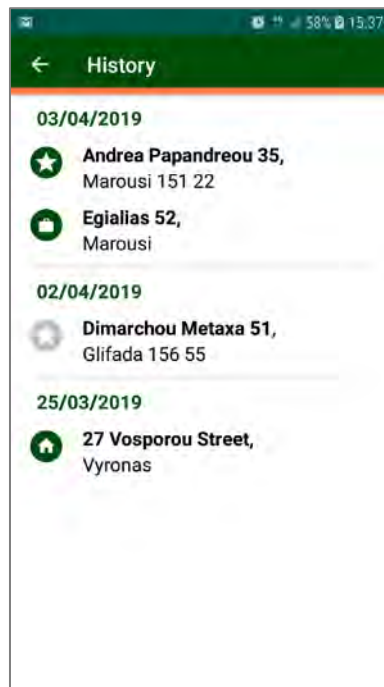 58% 15:37
History
03/04/2019
Andrea Papandreou 35,
Marousi 151 22
Egialias 52,
Marousi
02/04/2019
Dimarchou Metaxa 51,
Glifada 156 55
25/03/2019
27 Vosporou Street,
Vyronas